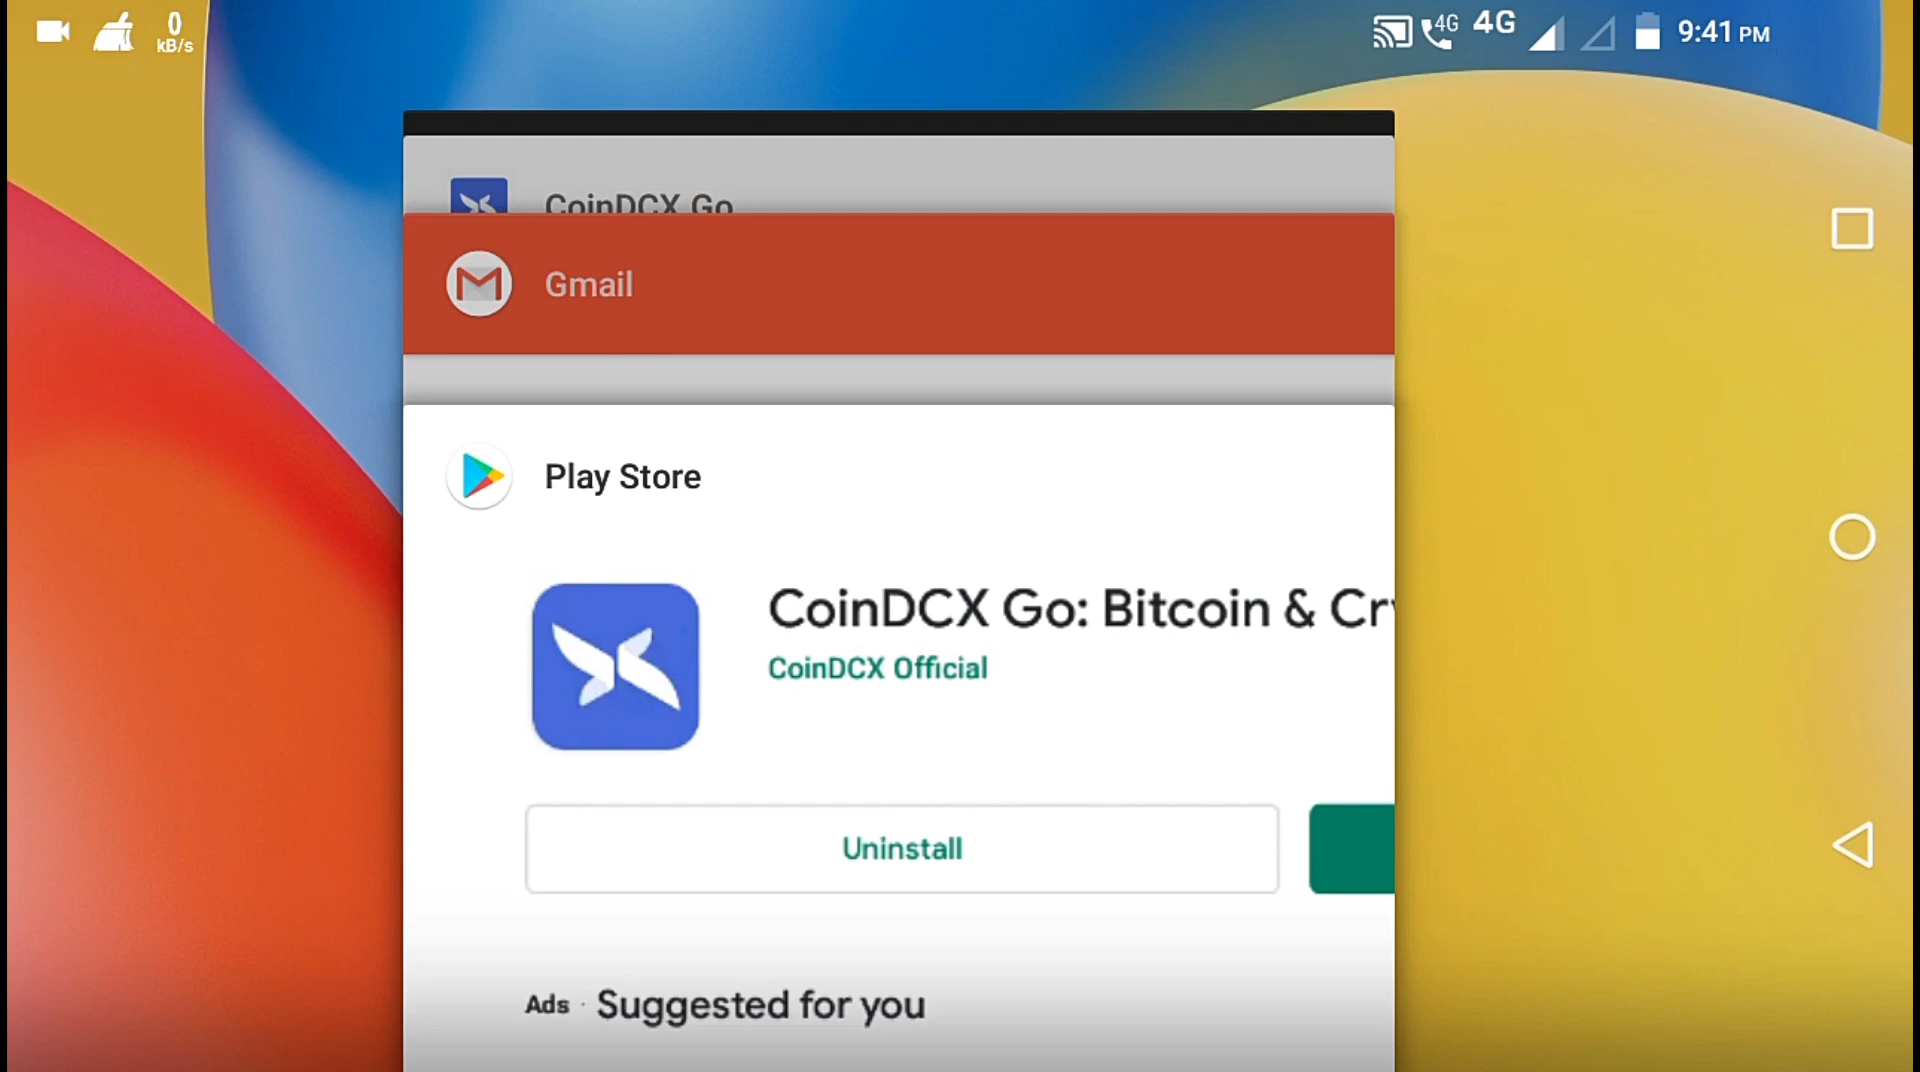 0
kB/s
4G
4G
9:41 PM
CoinDCX Go
Gmail
Play Store
CoinDCX Go: Bitcoin & Cr
CoinDCX Official
Uninstall
Ads · Suggested for you